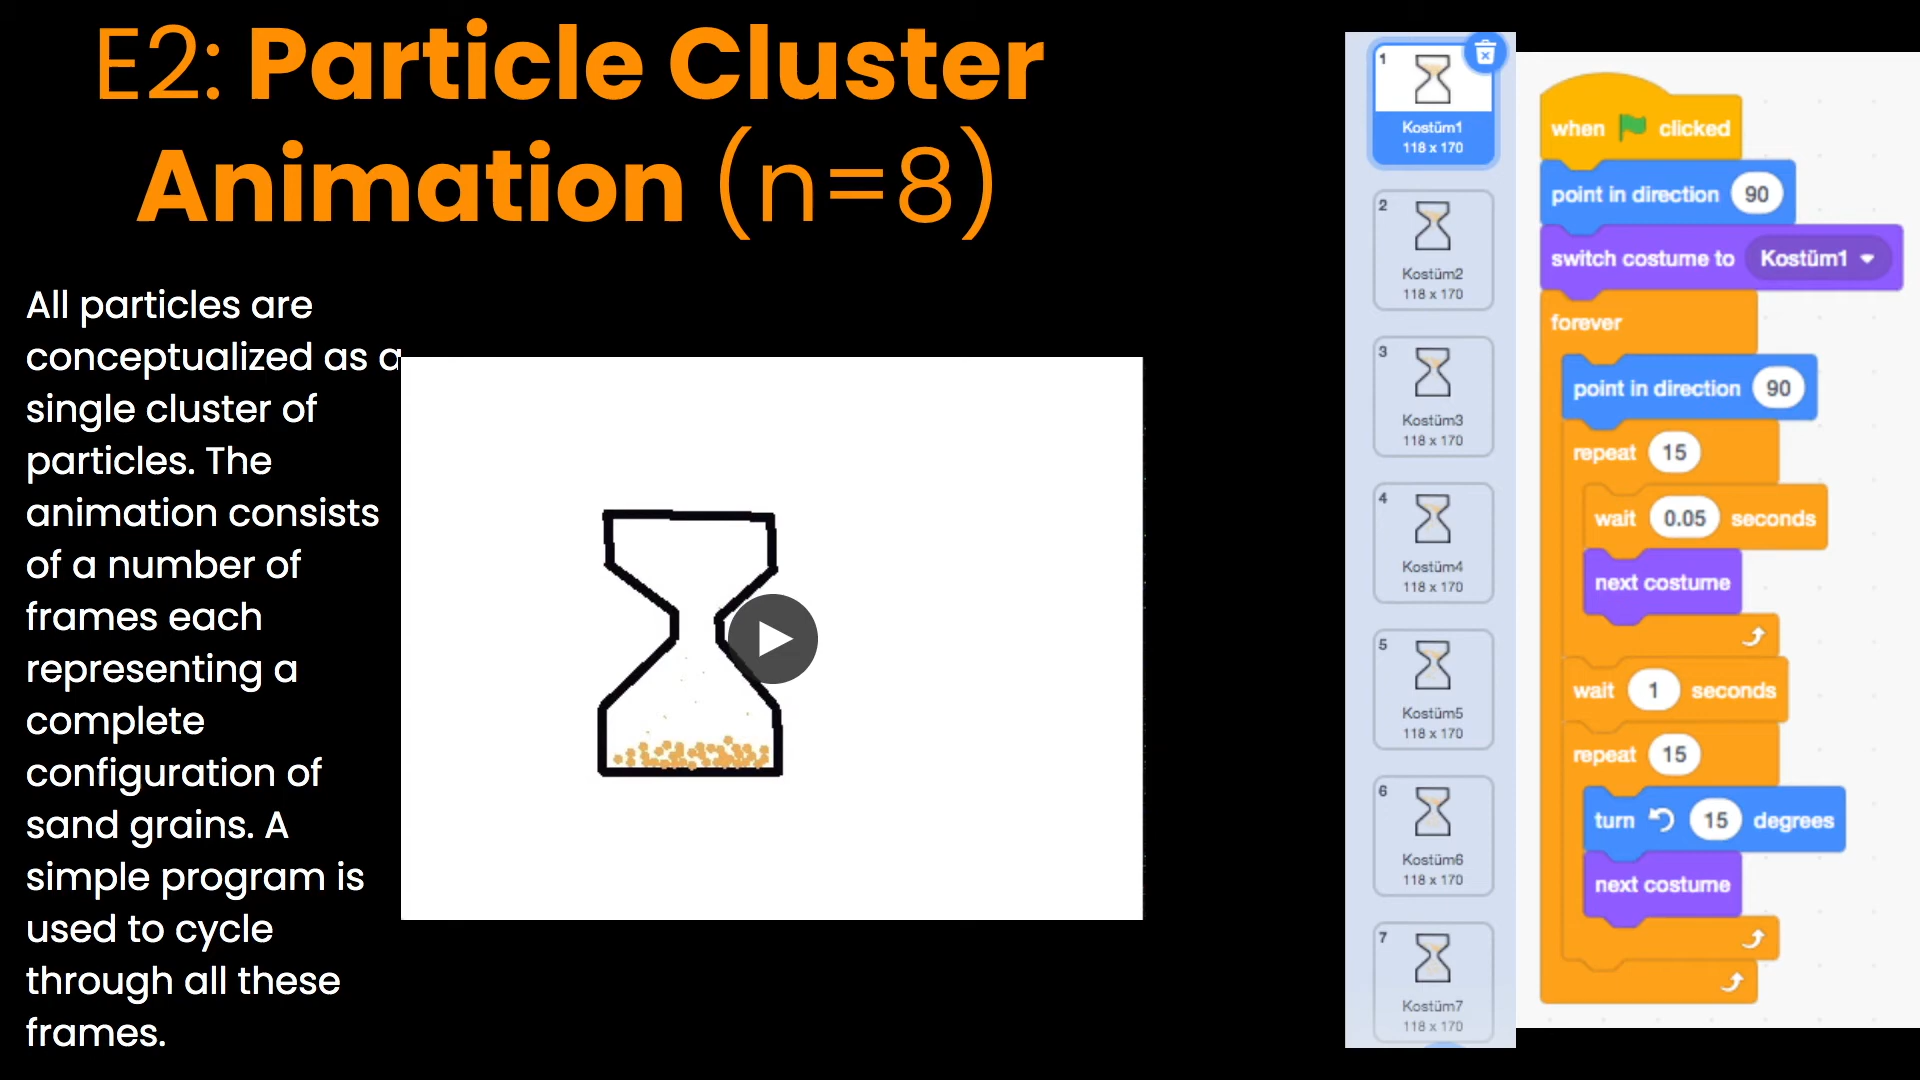 E2: Particle Cluster
Animation (n=8)
All particles are
conceptualized as a
single cluster of
particles. The
animation consists
of a number of
frames each
representing a
complete
configuration of
sand grains. A
simple program is
used to cycle
through all these
frames.
1
Kostüm1
118 x 170
2
Kostüm2
118 x 170
3
Kostüm3
118 x 170
4
Kostüm4
118 x 170
5
Kostüm5
118 x 170
6
Kostüm6
118 x 170
7
Kostüm7
118 x 170
when clicked
point in direction 90
switch costume to Kostüm1
forever
point in direction 90
repeat 15
wait 0.05 seconds
next costume
wait 1 seconds
repeat 15
turn 15 degrees
next costume